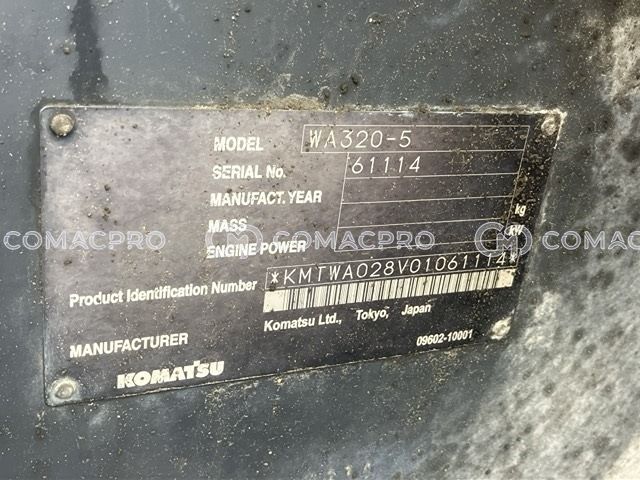 MODEL WA320-5
SERIAL No. 61114
MANUFACT. YEAR
MASS kg
ENGINE POWER kW
COMACPRO COMACPRO COMACPRO
Product Identification Number *KMTWA028V01061114*
MANUFACTURER Komatsu Ltd., Tokyo, Japan
09602-10001
KOMATSU